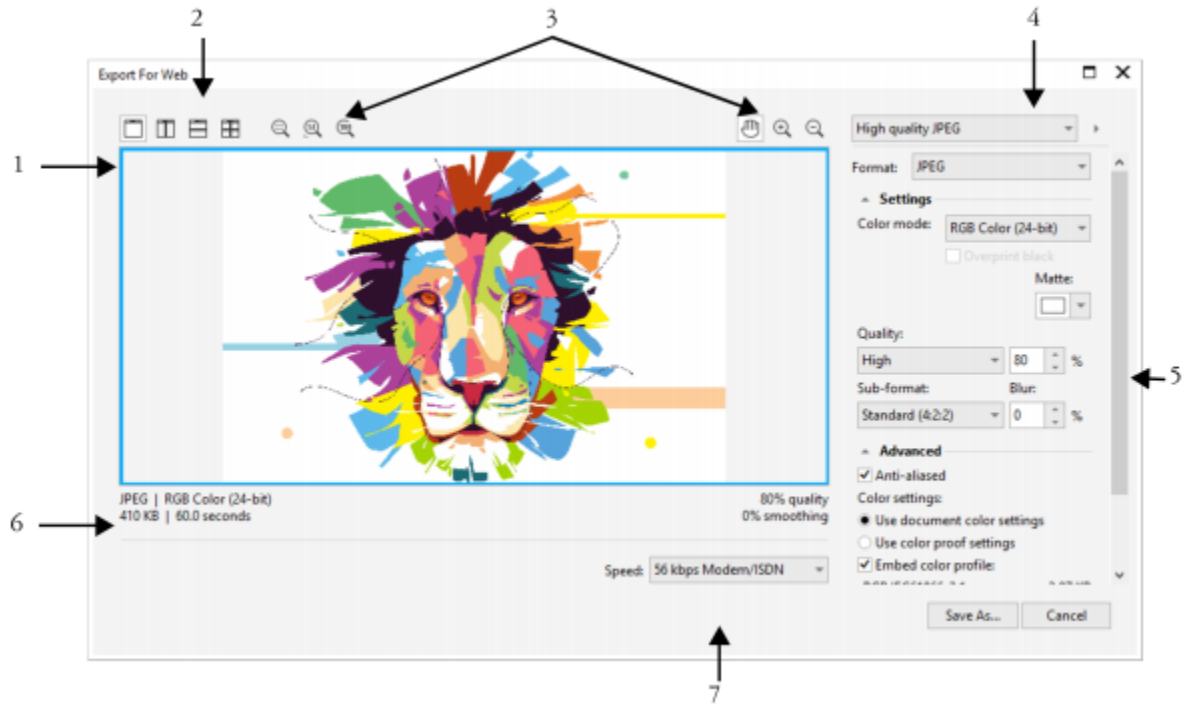 2
3
4
Export For Web
High quality JPEG
1
Format: JPEG
Settings
Color mode: RGB Color (24-bit)
Overprint black
Matte:
Quality:
High 80 %
5
Sub-format: Blur:
Standard (4:2:2) 0 %
Advanced
Anti-aliased
JPEG | RGB Color (24-bit) 80% quality
Color settings:
6
410 KB | 60.0 seconds 0% smoothing
Use document color settings
Use color proof settings
Speed: 56 kbps Modem/ISDN
Embed color profile:
Save As... Cancel
7